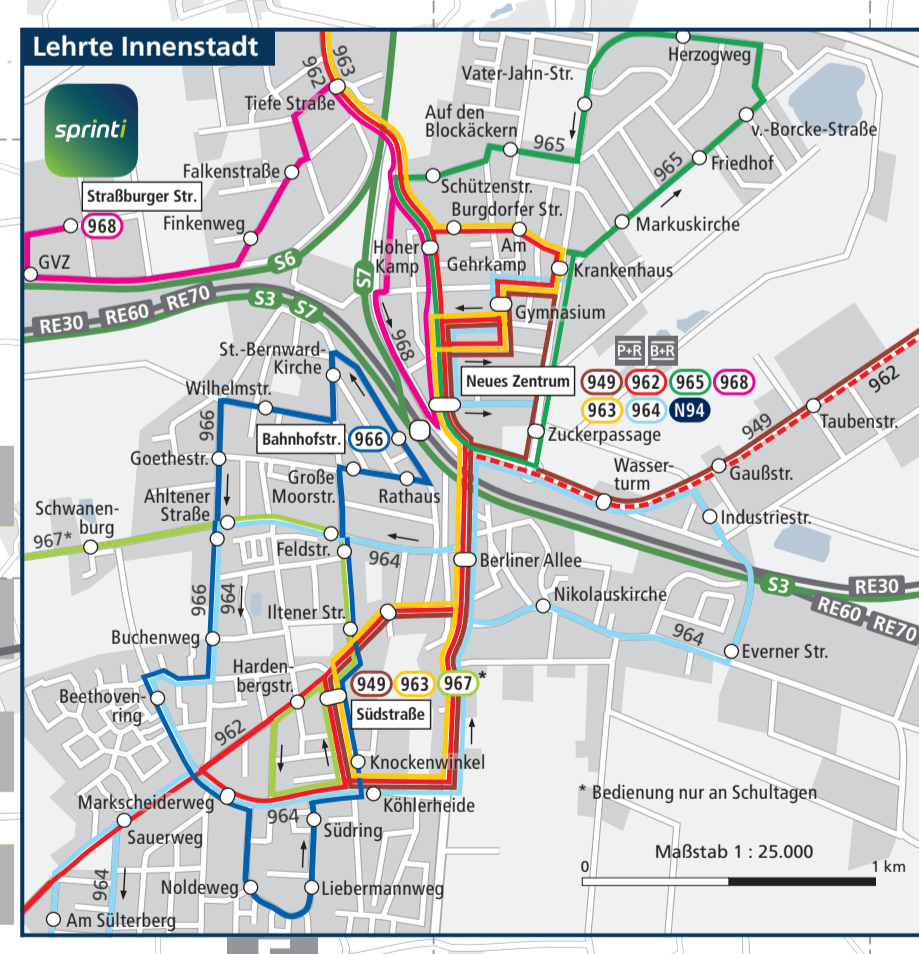 Lehrte Innenstadt
sprinti
962
963
Tiefe Straße
Vater-Jahn-Str.
Herzogweg
Auf den
Blockäckern
965
v.-Borcke-Straße
Falkenstraße
Schützenstr.
965
Friedhof
Straßburger Str.
968
Finkenweg
Burgdorfer Str.
Markuskirche
GVZ
S6
S7
Hoher
Kamp
Am
Gehrkamp
Krankenhaus
RE30
RE60
RE70
S3
S7
968
Gymnasium
P+R
B+R
St.-Bernward-
Kirche
Neues Zentrum
949
962
965
968
963
964
N94
962
Wilhelmstr.
966
Bahnhofstr.
966
Zuckerpassage
949
Taubenstr.
Goethestr.
Große
Moorstr.
Rathaus
Wasser-
turm
Gaußstr.
Schwanen-
burg
967*
Ahltener
Straße
Feldstr.
964
Industriestr.
Berliner Allee
S3
RE30
RE60
RE70
966
964
Iltener Str.
Nikolauskirche
964
Buchenweg
Everner Str.
Harden-
bergstr.
949
963
967
*
Südstraße
Beethoven-
ring
962
Knockenwinkel
* Bedienung nur an Schultagen
Markscheiderweg
964
Köhlerheide
Sauerweg
Südring
Maßstab 1 : 25.000
0
1 km
964
Noldeweg
Liebermannweg
Am Sülterberg